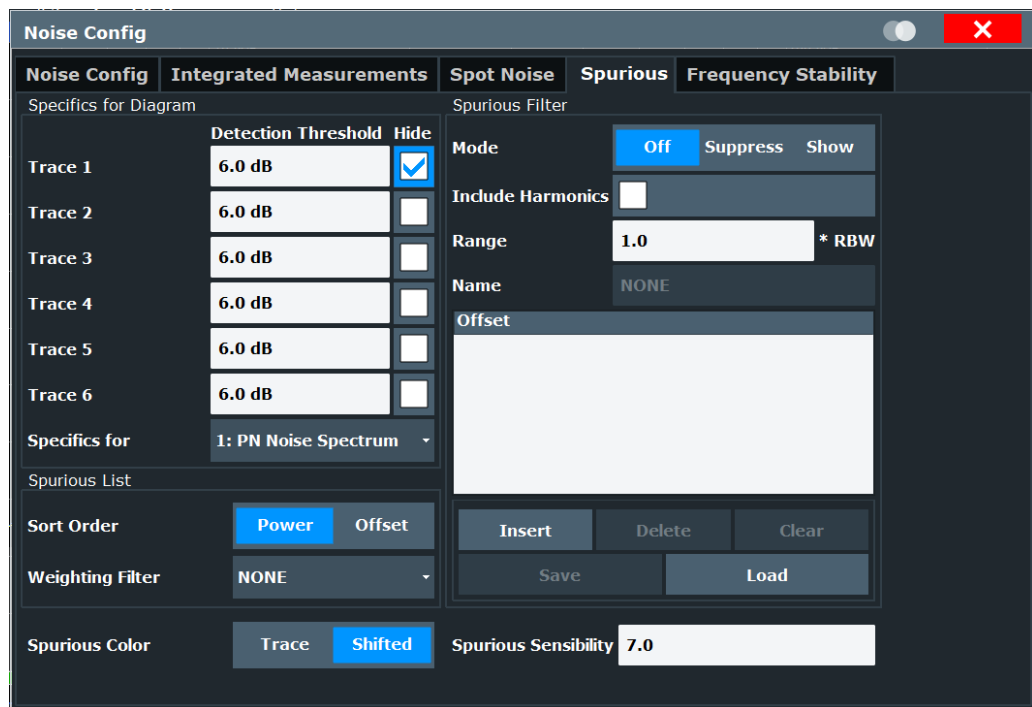 Noise Config
Noise Config Integrated Measurements Spot Noise Spurious Frequency Stability
Specifics for Diagram
Detection Threshold Hide
Trace 1 6.0 dB
Trace 2 6.0 dB
Trace 3 6.0 dB
Trace 4 6.0 dB
Trace 5 6.0 dB
Trace 6 6.0 dB
Specifics for 1: PN Noise Spectrum
Spurious List
Sort Order Power Offset
Weighting Filter NONE
Spurious Color Trace Shifted
Spurious Filter
Mode Off Suppress Show
Include Harmonics
Range 1.0 * RBW
Name NONE
Offset
Insert Delete Clear
Save Load
Spurious Sensibility 7.0